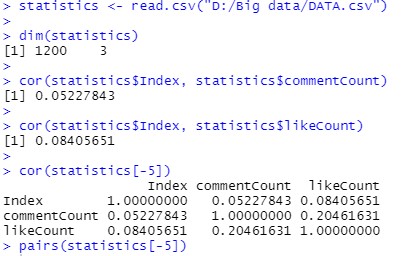 > statistics <- read.csv("D:/Big data/DATA.csv")
>
> dim(statistics)
[1] 1200    3
>
> cor(statistics$Index, statistics$commentCount)
[1] 0.05227843
>
> cor(statistics$Index, statistics$likeCount)
[1] 0.08405651
>
> cor(statistics[-5])
                  Index commentCount  likeCount
Index        1.00000000   0.05227843 0.08405651
commentCount 0.05227843   1.00000000 0.20461631
likeCount    0.08405651   0.20461631 1.00000000
> pairs(statistics[-5])